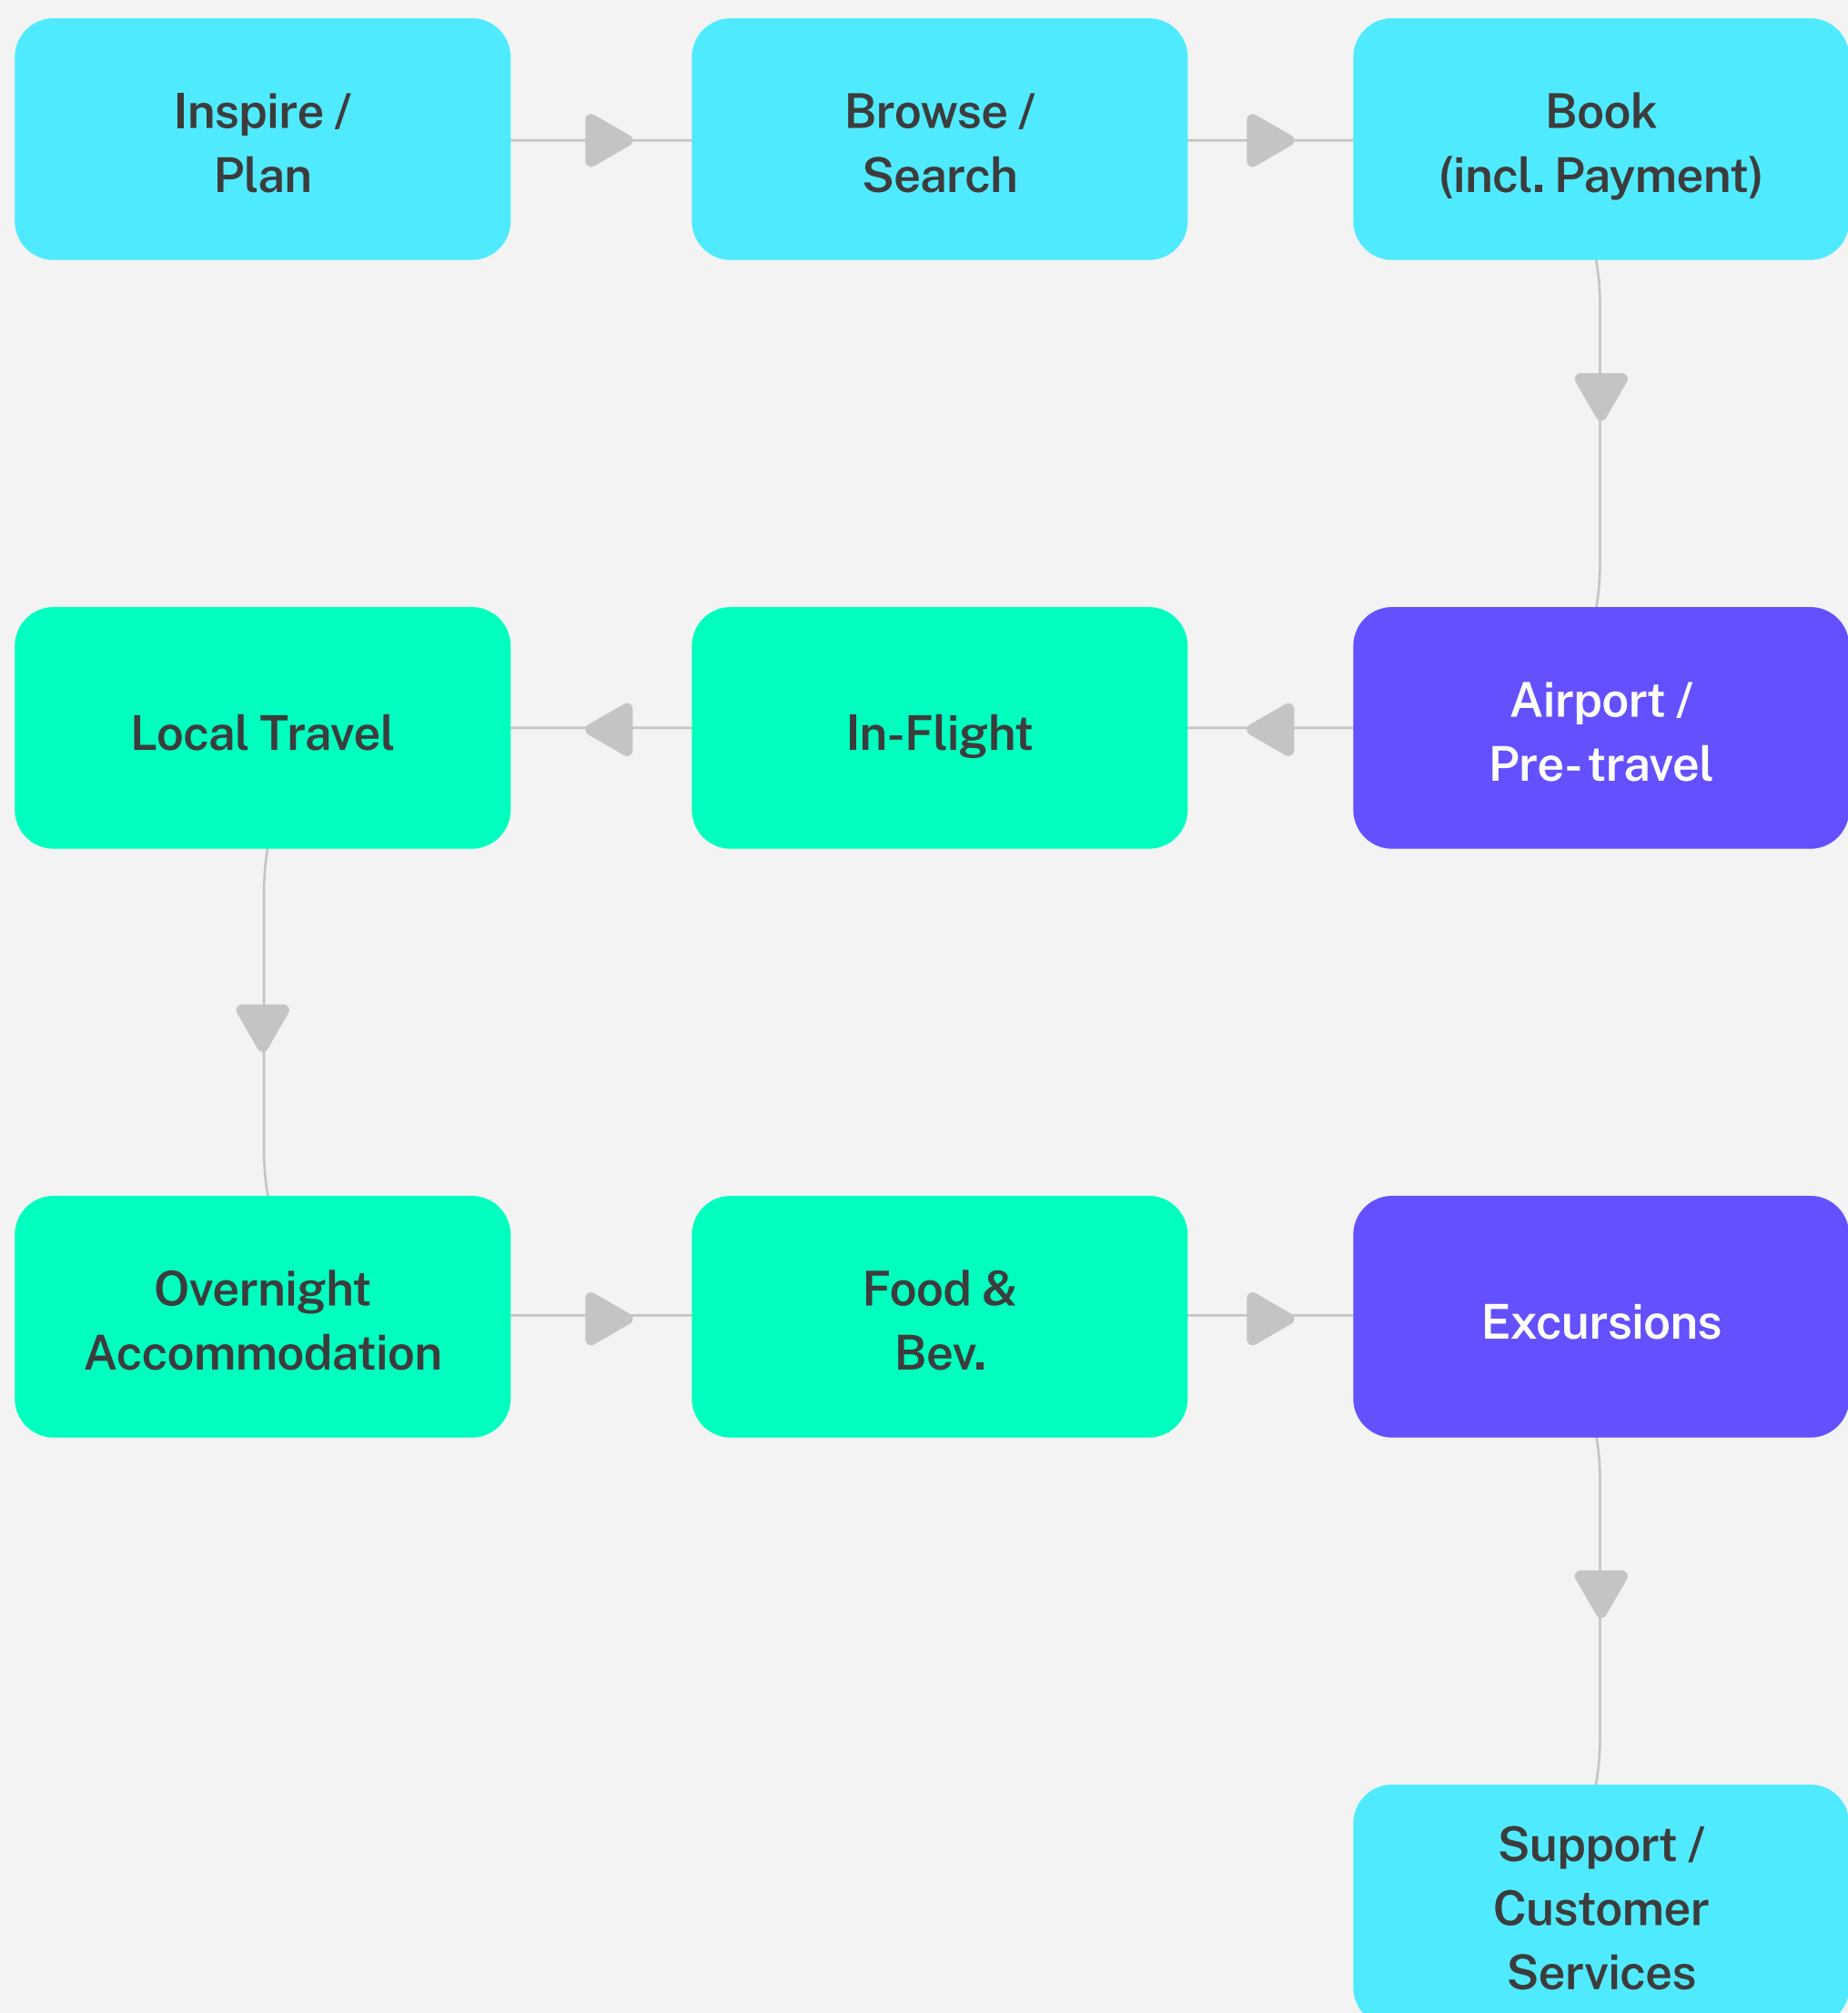 Inspire /
Plan
Browse /
Search
Book
(incl. Payment)
Airport /
Pre-travel
In-Flight
Local Travel
Overnight
Accommodation
Food &
Bev.
Excursions
Support /
Customer
Services